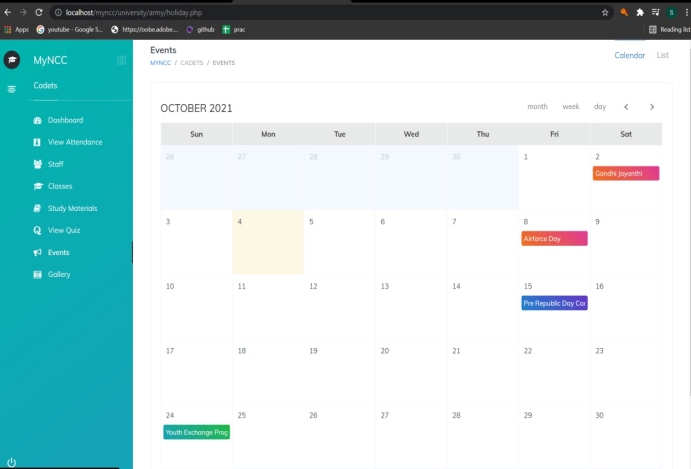 localhost/myncc/university/army/holiday.php
Apps youtube - Google S... https://oobe.adobe... github prac Reading list
MyNCC
Cadets
Dashboard
View Attendance
Staff
Classes
Study Materials
View Quiz
Events
Gallery
Events
MYNCC / CADETS / EVENTS
Calendar List
OCTOBER 2021
month week day
Sun Mon Tue Wed Thu Fri Sat
26 27 28 29 30 1 2
Gandhi Jayanthi
3 4 5 6 7 8 9
Airforce Day
10 11 12 13 14 15 16
Pre Republic Day Car
17 18 19 20 21 22 23
24 25 26 27 28 29 30
Youth Exchange Prog